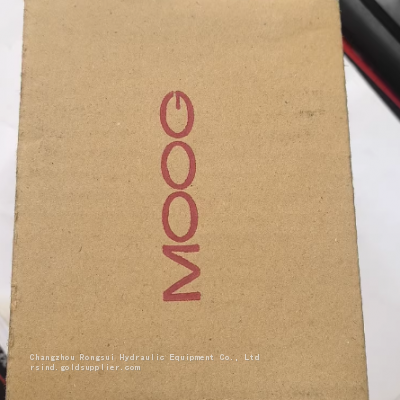 MOOG
Changzhou Rongsui Hydraulic Equipment Co., Ltd
rsind.goldsupplier.com